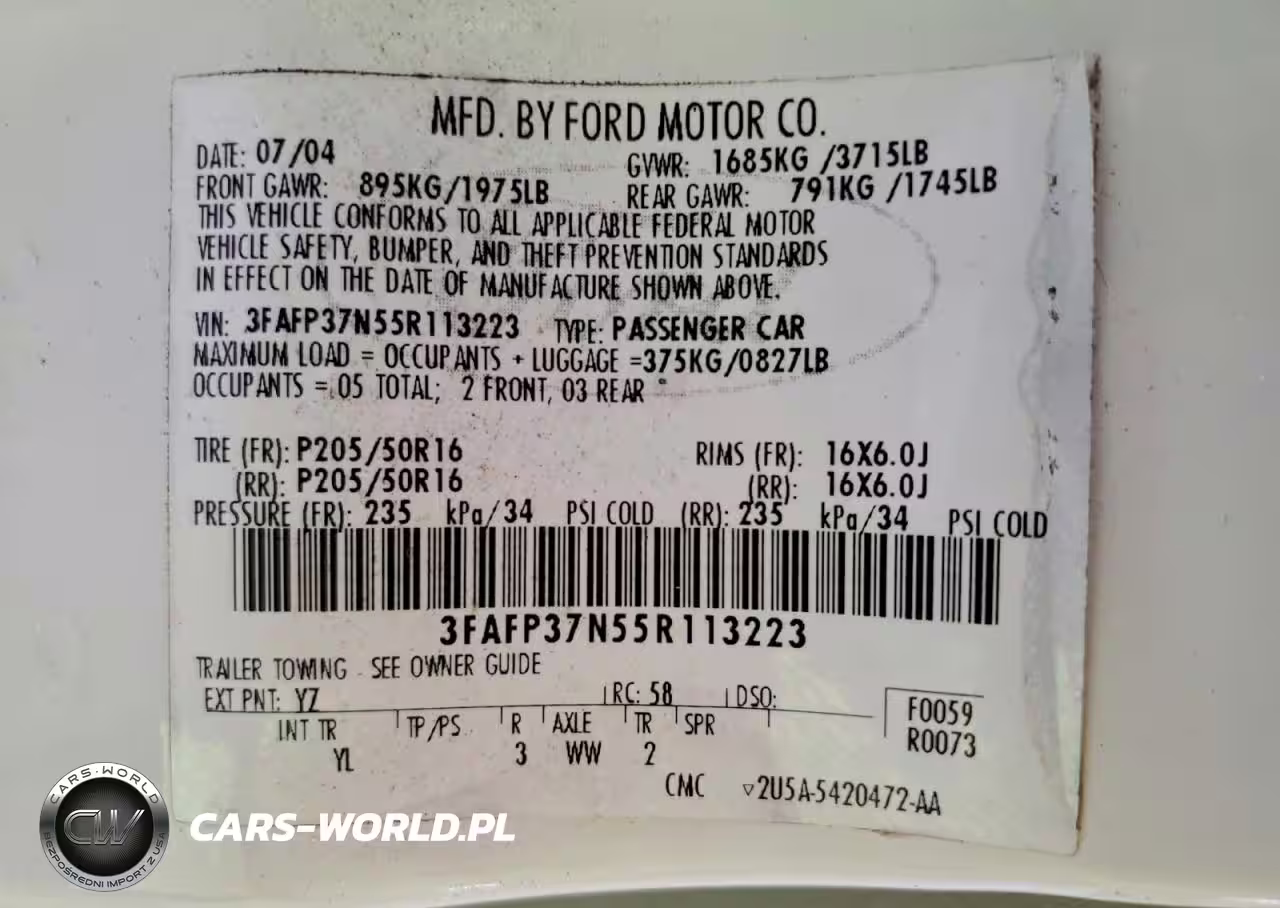 MFD. BY FORD MOTOR CO.
DATE: 07/04 GVWR: 1685KG /3715LB
FRONT GAWR: 895KG/1975LB REAR GAWR: 791KG /1745LB
THIS VEHICLE CONFORMS TO ALL APPLICABLE FEDERAL MOTOR
VEHICLE SAFETY, BUMPER, AND THEFT PREVENTION STANDARDS
IN EFFECT ON THE DATE OF MANUFACTURE SHOWN ABOVE.
VIN: 3FAFP37N55R113223 TYPE: PASSENGER CAR
MAXIMUM LOAD = OCCUPANTS + LUGGAGE =375KG/0827LB
OCCUPANTS = 05 TOTAL; 2 FRONT, 03 REAR
TIRE (FR): P205/50R16 RIMS (FR): 16X6.0J
(RR): P205/50R16 (RR): 16X6.0J
PRESSURE (FR): 235 kPa/34 PSI COLD (RR): 235 kPa/34 PSI COLD
3FAFP37N55R113223
TRAILER TOWING - SEE OWNER GUIDE
EXT PNT: YZ RC: 58 DSO:
F0059
R0073
INT TR TP/PS R AXLE TR SPR
YL 3 WW 2
CMC 2U5A-5420472-AA
CARS-WORLD
CW
BEZPOŚREDNI IMPORT Z USA
CARS-WORLD.PL